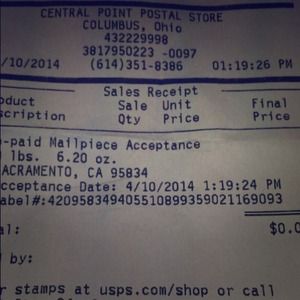 CENTRAL POINT POSTAL STORE
COLUMBUS, Ohio
432229998
3817950223 -0097
/10/2014 (614)351-8386 01:19:26 PM
Sales Receipt
oduct Sale Unit Final
scription Qty Price Price
-paid Mailpiece Acceptance
lbs. 6.20 oz.
ACRAMENTO, CA 95834
cceptance Date: 4/10/2014 1:19:24 PM
abel#:420958349405510899359021169093
al: $0.0
by:
r stamps at usps.com/shop or call